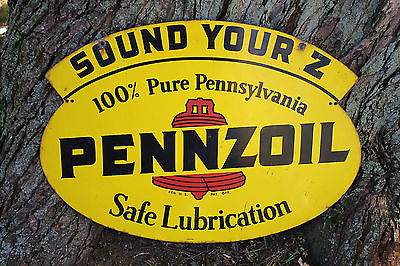 SOUND YOUR Z
100% Pure Pennsylvania
PENNZOIL
Safe Lubrication